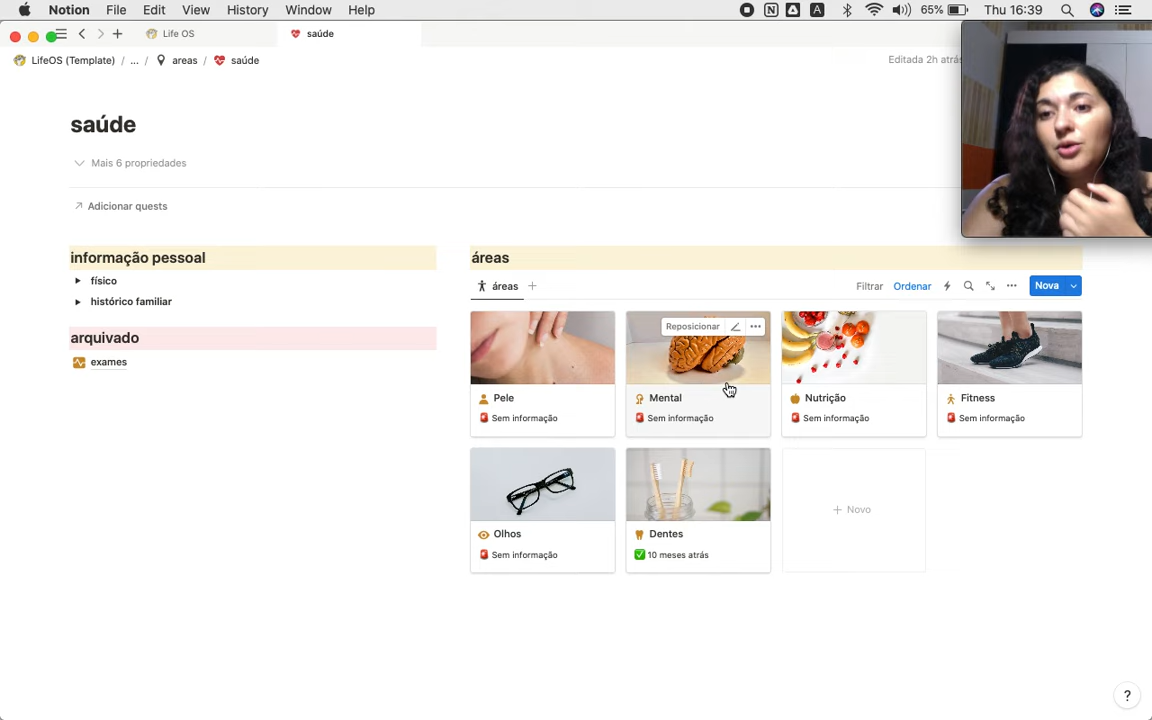 Notion File Edit View History Window Help
65% Thu 16:39
Life OS
saúde
LifeOS (Template) / ... / areas / saúde
Editada 2h atrás
saúde
Mais 6 propriedades
Adicionar quests
informação pessoal
físico
histórico familiar
arquivado
exames
áreas
áreas
Filtrar Ordenar Nova
Reposicionar
Pele
Sem informação
Mental
Sem informação
Nutrição
Sem informação
Fitness
Sem informação
Olhos
Sem informação
Dentes
10 meses atrás
Novo
?